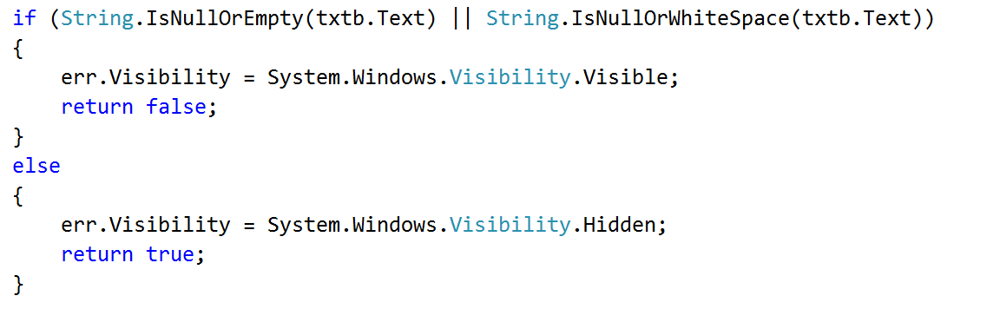 if (String.IsNullOrEmpty(txtb.Text) || String.IsNullOrWhiteSpace(txtb.Text))
{
    err.Visibility = System.Windows.Visibility.Visible;
    return false;
}
else
{
    err.Visibility = System.Windows.Visibility.Hidden;
    return true;
}